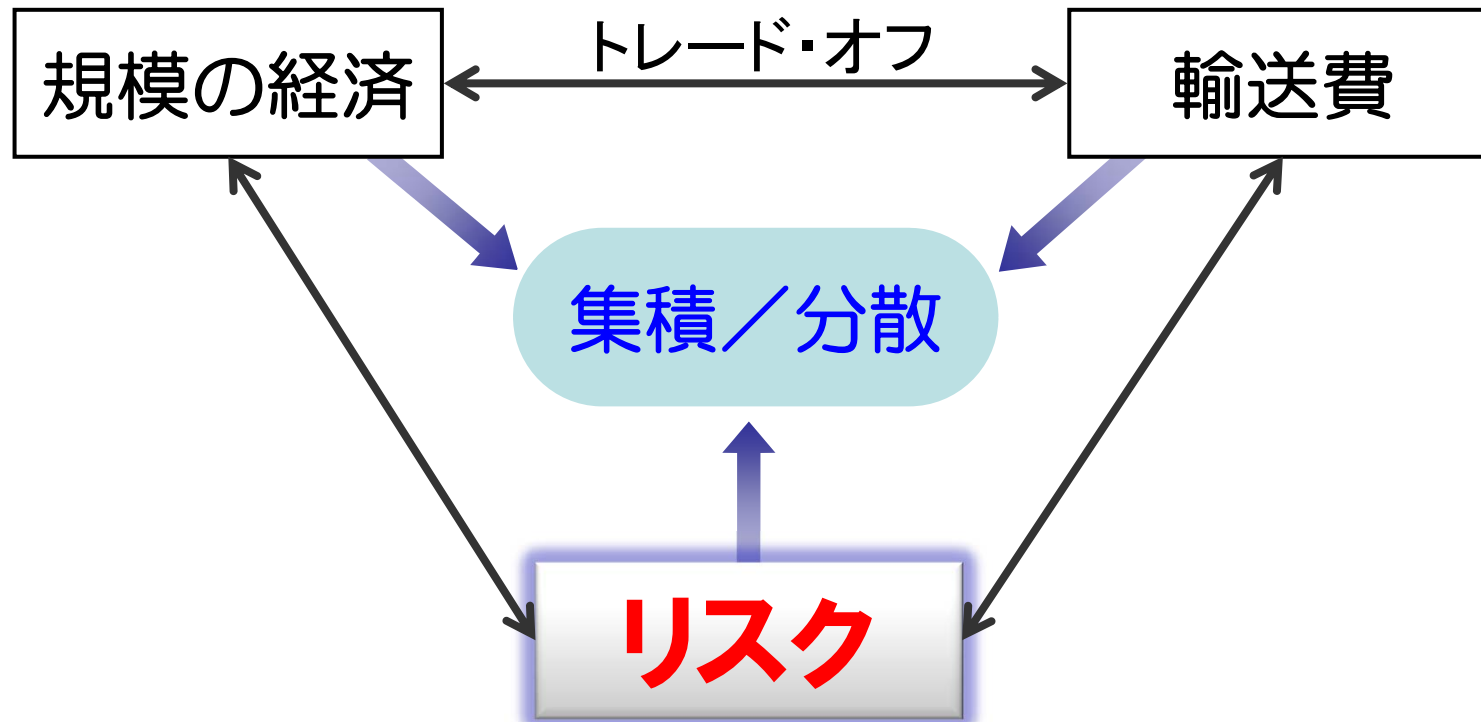 トレード・オフ
規模の経済
輸送費
集積／分散
リスク